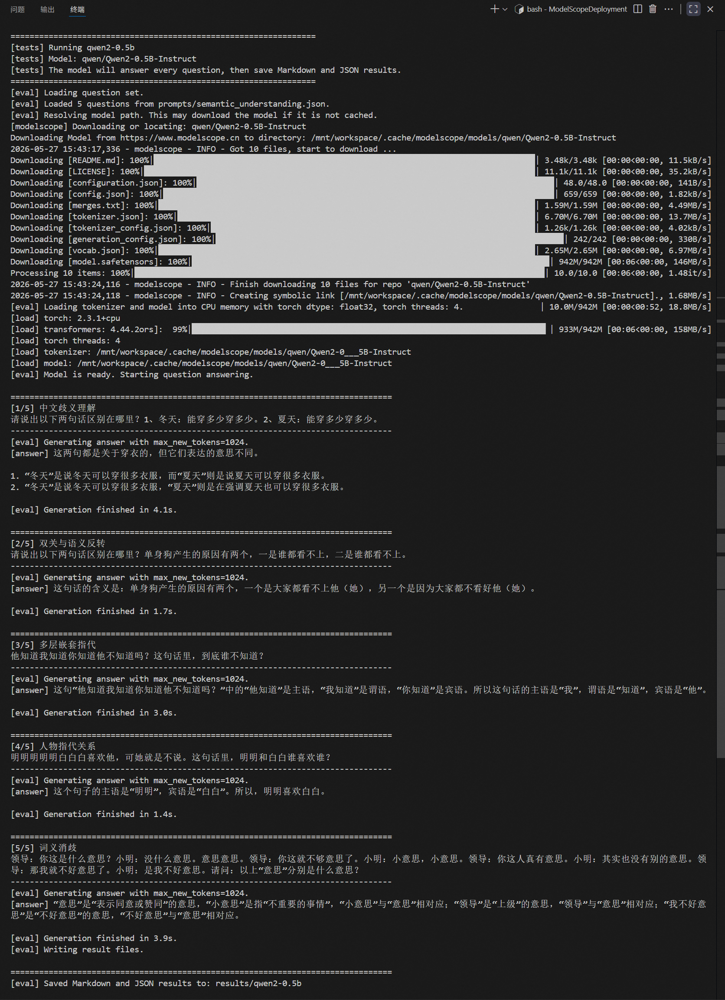 问题 输出 终端 bash - ModelScopeDeployment
================================================================
[tests] Running qwen2-0.5b
[tests] Model: qwen/Qwen2-0.5B-Instruct
[tests] The model will answer every question, then save Markdown and JSON results.
================================================================
[eval] Loading question set.
[eval] Loaded 5 questions from prompts/semantic_understanding.json.
[eval] Resolving model path. This may download the model if it is not cached.
[modelscope] Downloading or locating: qwen/Qwen2-0.5B-Instruct
Downloading Model from https://www.modelscope.cn to directory: /mnt/workspace/.cache/modelscope/models/qwen/Qwen2-0.5B-Instruct
2026-05-27 15:43:17,336 - modelscope - INFO - Got 10 files, start to download ...
Downloading [README.md]: 100%| | 3.48k/3.48k [00:00<00:00, 11.5kB/s]
Downloading [LICENSE]: 100%| | 11.1k/11.1k [00:00<00:00, 35.2kB/s]
Downloading [configuration.json]: 100%| | 48.0/48.0 [00:00<00:00, 141B/s]
Downloading [config.json]: 100%| | 659/659 [00:00<00:00, 1.82kB/s]
Downloading [merges.txt]: 100%| | 1.59M/1.59M [00:00<00:00, 4.49MB/s]
Downloading [tokenizer.json]: 100%| | 6.70M/6.70M [00:00<00:00, 13.7MB/s]
Downloading [tokenizer_config.json]: 100%| | 1.26k/1.26k [00:00<00:00, 4.02kB/s]
Downloading [generation_config.json]: 100%| | 242/242 [00:00<00:00, 330B/s]
Downloading [vocab.json]: 100%| | 2.65M/2.65M [00:00<00:00, 6.97MB/s]
Downloading [model.safetensors]: 100%| | 942M/942M [00:06<00:00, 146MB/s]
Processing 10 items: 100%| | 10.0/10.0 [00:06<00:00, 1.48it/s]
2026-05-27 15:43:24,116 - modelscope - INFO - Finish downloading 10 files for repo 'qwen/Qwen2-0.5B-Instruct'
2026-05-27 15:43:24,118 - modelscope - INFO - Creating symbolic link [/mnt/workspace/.cache/modelscope/models/qwen/Qwen2-0.5B-Instruct]., 1.68MB/s]
[eval] Loading tokenizer and model into CPU memory with torch dtype: float32, torch threads: 4. | 10.0M/942M [00:00<00:52, 18.8MB/s]
[load] torch: 2.3.1+cpu
[load] transformers: 4.44.2ors]:  99%| | 933M/942M [00:06<00:00, 158MB/s]
[load] torch threads: 4
[load] tokenizer: /mnt/workspace/.cache/modelscope/models/qwen/Qwen2-0___5B-Instruct
[load] model: /mnt/workspace/.cache/modelscope/models/qwen/Qwen2-0___5B-Instruct
[eval] Model is ready. Starting question answering.
================================================================================
[1/5] 中文歧义理解
请说出以下两句话区别在哪里？1、冬天：能穿多少穿多少。2、夏天：能穿多少穿多少。
--------------------------------------------------------------------------------
[eval] Generating answer with max_new_tokens=1024.
[answer] 这两句都是关于穿衣的，但它们表达的意思不同。
1. “冬天”是说冬天可以穿很多衣服，而“夏天”则是说夏天可以穿很多衣服。
2. “冬天”是说冬天可以穿很多衣服，“夏天”则是在强调夏天也可以穿很多衣服。
[eval] Generation finished in 4.1s.
================================================================================
[2/5] 双关与语义反转
请说出以下两句话区别在哪里？单身狗产生的原因有两个，一是谁都看不上，二是谁都看不上。
--------------------------------------------------------------------------------
[eval] Generating answer with max_new_tokens=1024.
[answer] 这句话的含义是：单身狗产生的原因有两个，一个是大家都看不上他（她），另一个是因为大家都不看好他（她）。
[eval] Generation finished in 1.7s.
================================================================================
[3/5] 多层嵌套指代
他知道我知道你知道他不知道吗？这句话里，到底谁不知道？
--------------------------------------------------------------------------------
[eval] Generating answer with max_new_tokens=1024.
[answer] 这句“他知道我知道你知道他不知道吗？”中的“他知道”是主语，“我知道”是谓语，“你知道”是宾语。所以这句话的主语是“我”，谓语是“知道”，宾语是“他”。
[eval] Generation finished in 3.0s.
================================================================================
[4/5] 人物指代关系
明明明明明白白白喜欢他，可她就是不说。这句话里，明明和白白谁喜欢谁？
--------------------------------------------------------------------------------
[eval] Generating answer with max_new_tokens=1024.
[answer] 这个句子的主语是“明明”，宾语是“白白”。所以，明明喜欢白白。
[eval] Generation finished in 1.4s.
================================================================================
[5/5] 词义消歧
领导：你这是什么意思？小明：没什么意思。意思意思。领导：你这就不够意思了。小明：小意思，小意思。领导：你这人真有意思。小明：其实也没有别的意思。领
导：那我就不好意思了。小明：是我不好意思。请问：以上“意思”分别是什么意思？
--------------------------------------------------------------------------------
[eval] Generating answer with max_new_tokens=1024.
[answer] “意思”是“表示同意或赞同”的意思，“小意思”是指“不重要的事情”，“小意思”与“意思”相对应；“领导”是“上级”的意思，“领导”与“意思”相对应；“我不好意
思”是“不好意思”的意思，“不好意思”与“意思”相对应。
[eval] Generation finished in 3.9s.
[eval] Writing result files.
================================================================================
[eval] Saved Markdown and JSON results to: results/qwen2-0.5b